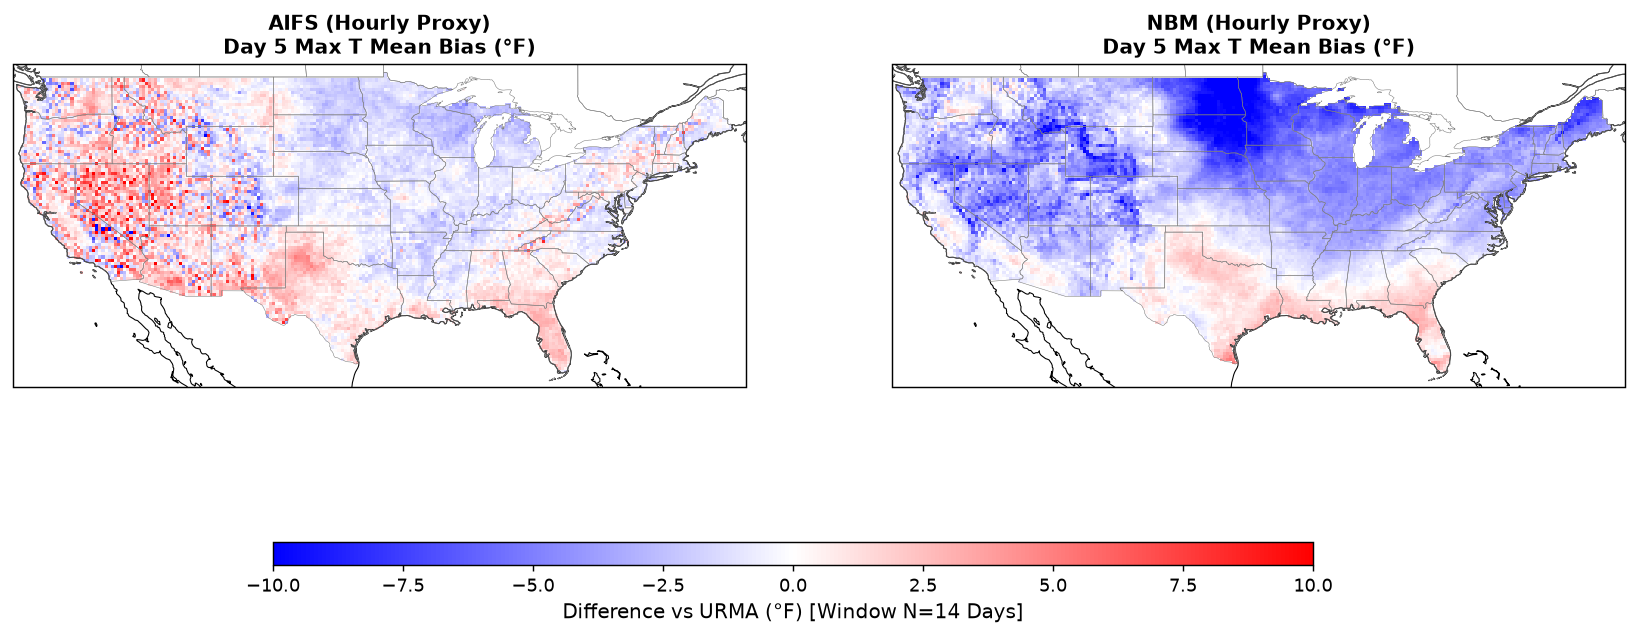 AIFS (Hourly Proxy)
Day 5 Max T Mean Bias (°F)
NBM (Hourly Proxy)
Day 5 Max T Mean Bias (°F)
−10.0 −7.5 −5.0 −2.5 0.0 2.5 5.0 7.5 10.0
Difference vs URMA (°F) [Window N=14 Days]